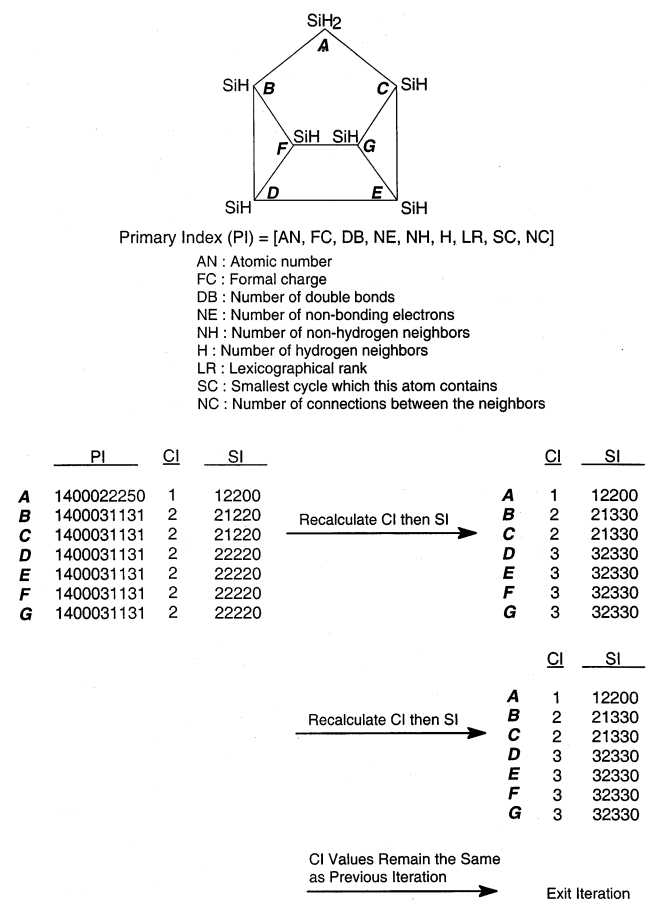 SiH2
A
SiH B C SiH
SiH SiH
F G
D E
SiH SiH
Primary Index (PI) = [AN, FC, DB, NE, NH, H, LR, SC, NC]
AN : Atomic number
FC : Formal charge
DB : Number of double bonds
NE : Number of non-bonding electrons
NH : Number of non-hydrogen neighbors
H : Number of hydrogen neighbors
LR : Lexicographical rank
SC : Smallest cycle which this atom contains
NC : Number of connections between the neighbors
PI CI SI
A 1400022250 1 12200
B 1400031131 2 21220
C 1400031131 2 21220
D 1400031131 2 22220
E 1400031131 2 22220
F 1400031131 2 22220
G 1400031131 2 22220
Recalculate CI then SI
CI SI
A 1 12200
B 2 21330
C 2 21330
D 3 32330
E 3 32330
F 3 32330
G 3 32330
Recalculate CI then SI
CI SI
A 1 12200
B 2 21330
C 2 21330
D 3 32330
E 3 32330
F 3 32330
G 3 32330
CI Values Remain the Same
as Previous Iteration
Exit Iteration